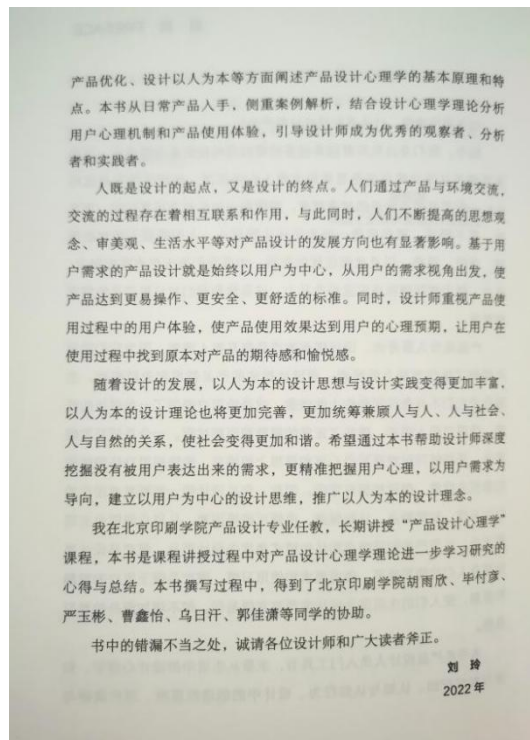 产品优化、设计以人为本等方面阐述产品设计心理学的基本原理和特
点。本书从日常产品入手，侧重案例解析，结合设计心理学理论分析
用户心理机制和产品使用体验，引导设计师成为优秀的观察者、分析
者和实践者。
人既是设计的起点，又是设计的终点。人们通过产品与环境交流，
交流的过程存在着相互联系和作用，与此同时，人们不断提高的思想观
念、审美观、生活水平等对产品设计的发展方向也有显著影响。基于用
户需求的产品设计就是始终以用户为中心，从用户的需求视角出发，使
产品达到更易操作、更安全、更舒适的标准。同时，设计师重视产品使
用过程中的用户体验，使产品使用效果达到用户的心理预期，让用户在
使用过程中找到原本对产品的期待感和愉悦感。
随着设计的发展，以人为本的设计思想与设计实践变得更加丰富，
以人为本的设计理论也将更加完善，更加统筹兼顾人与人、人与社会、
人与自然的关系，使社会变得更加和谐。希望通过本书帮助设计师深度
挖掘没有被用户表达出来的需求，更精准把握用户心理，以用户需求为
导向，建立以用户为中心的设计思维，推广以人为本的设计理念。
我在北京印刷学院产品设计专业任教，长期讲授“产品设计心理学”
课程，本书是课程讲授过程中对产品设计心理学理论进一步学习研究的
心得与总结。本书撰写过程中，得到了北京印刷学院胡雨欣、毕付彦、
严玉彬、曹鑫怡、乌日汗、郭佳潇等同学的协助。
书中的错漏不当之处，诚请各位设计师和广大读者斧正。
刘 玲
2022年